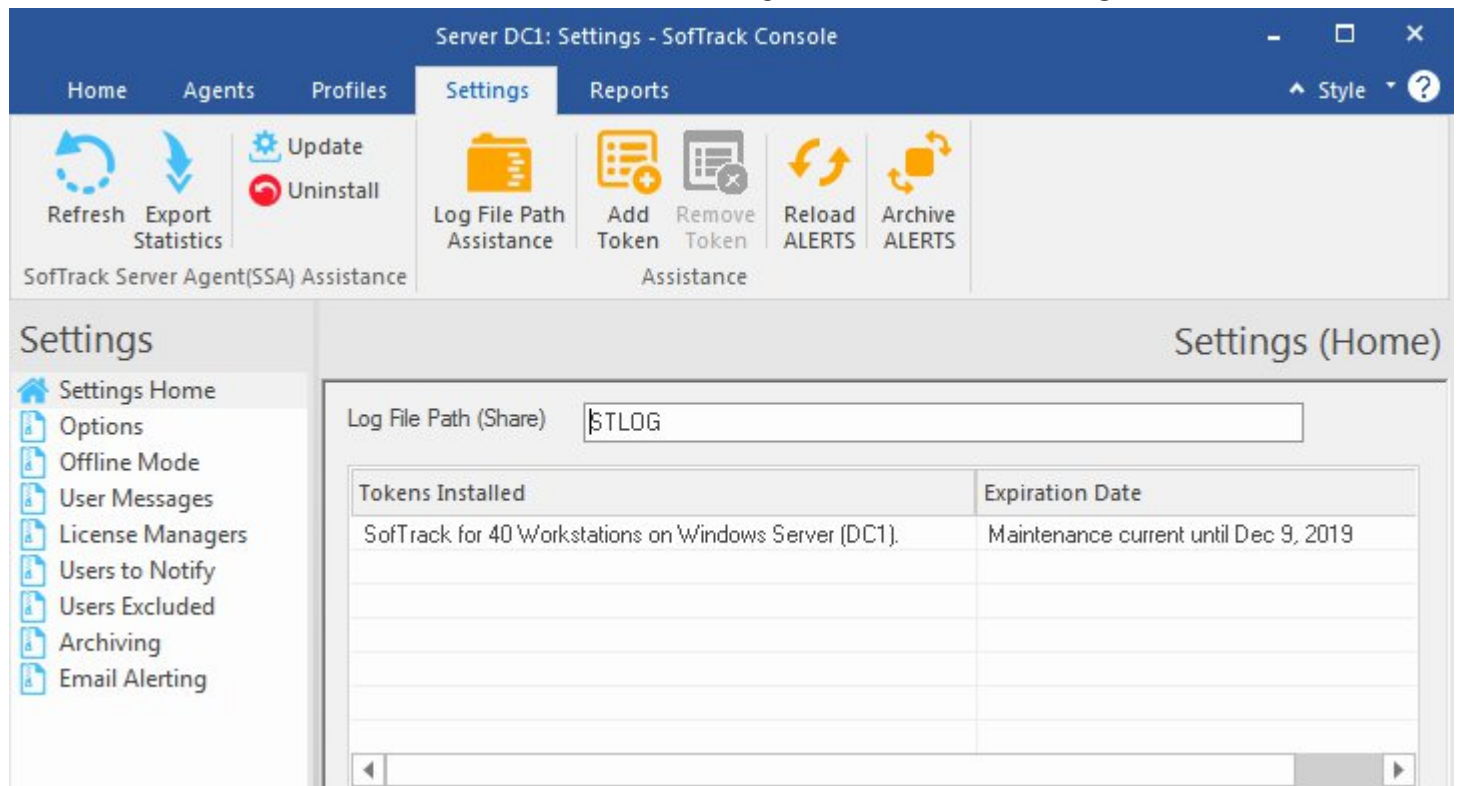 Server DC1: Settings - SofTrack Console
Home Agents Profiles Settings Reports Style ?
Refresh
Export Statistics
Update
Uninstall
SofTrack Server Agent(SSA) Assistance
Log File Path Assistance
Add Token
Remove Token
Reload ALERTS
Archive ALERTS
Assistance
Settings
Settings (Home)
Settings Home
Options
Offline Mode
User Messages
License Managers
Users to Notify
Users Excluded
Archiving
Email Alerting
Log File Path (Share) STLOG
Tokens Installed Expiration Date
SofTrack for 40 Workstations on Windows Server (DC1). Maintenance current until Dec 9, 2019